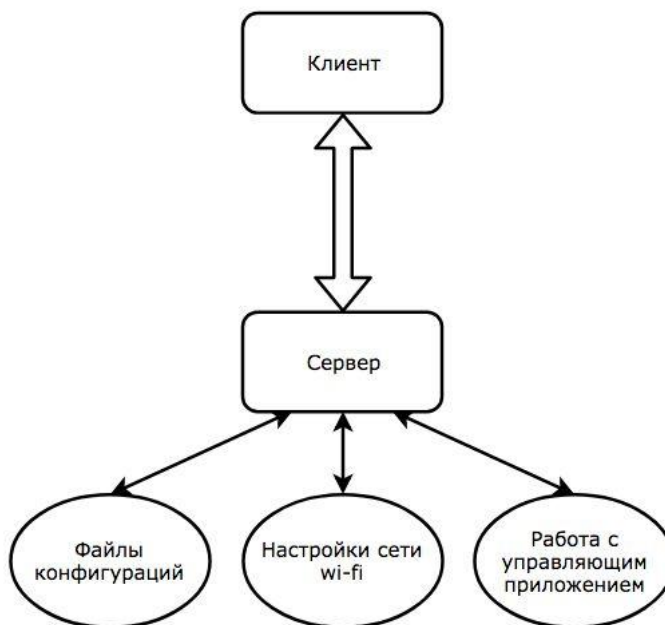 Клиент
Сервер
Файлы
конфигураций
Настройки сети
wi-fi
Работа с
управляющим
приложением